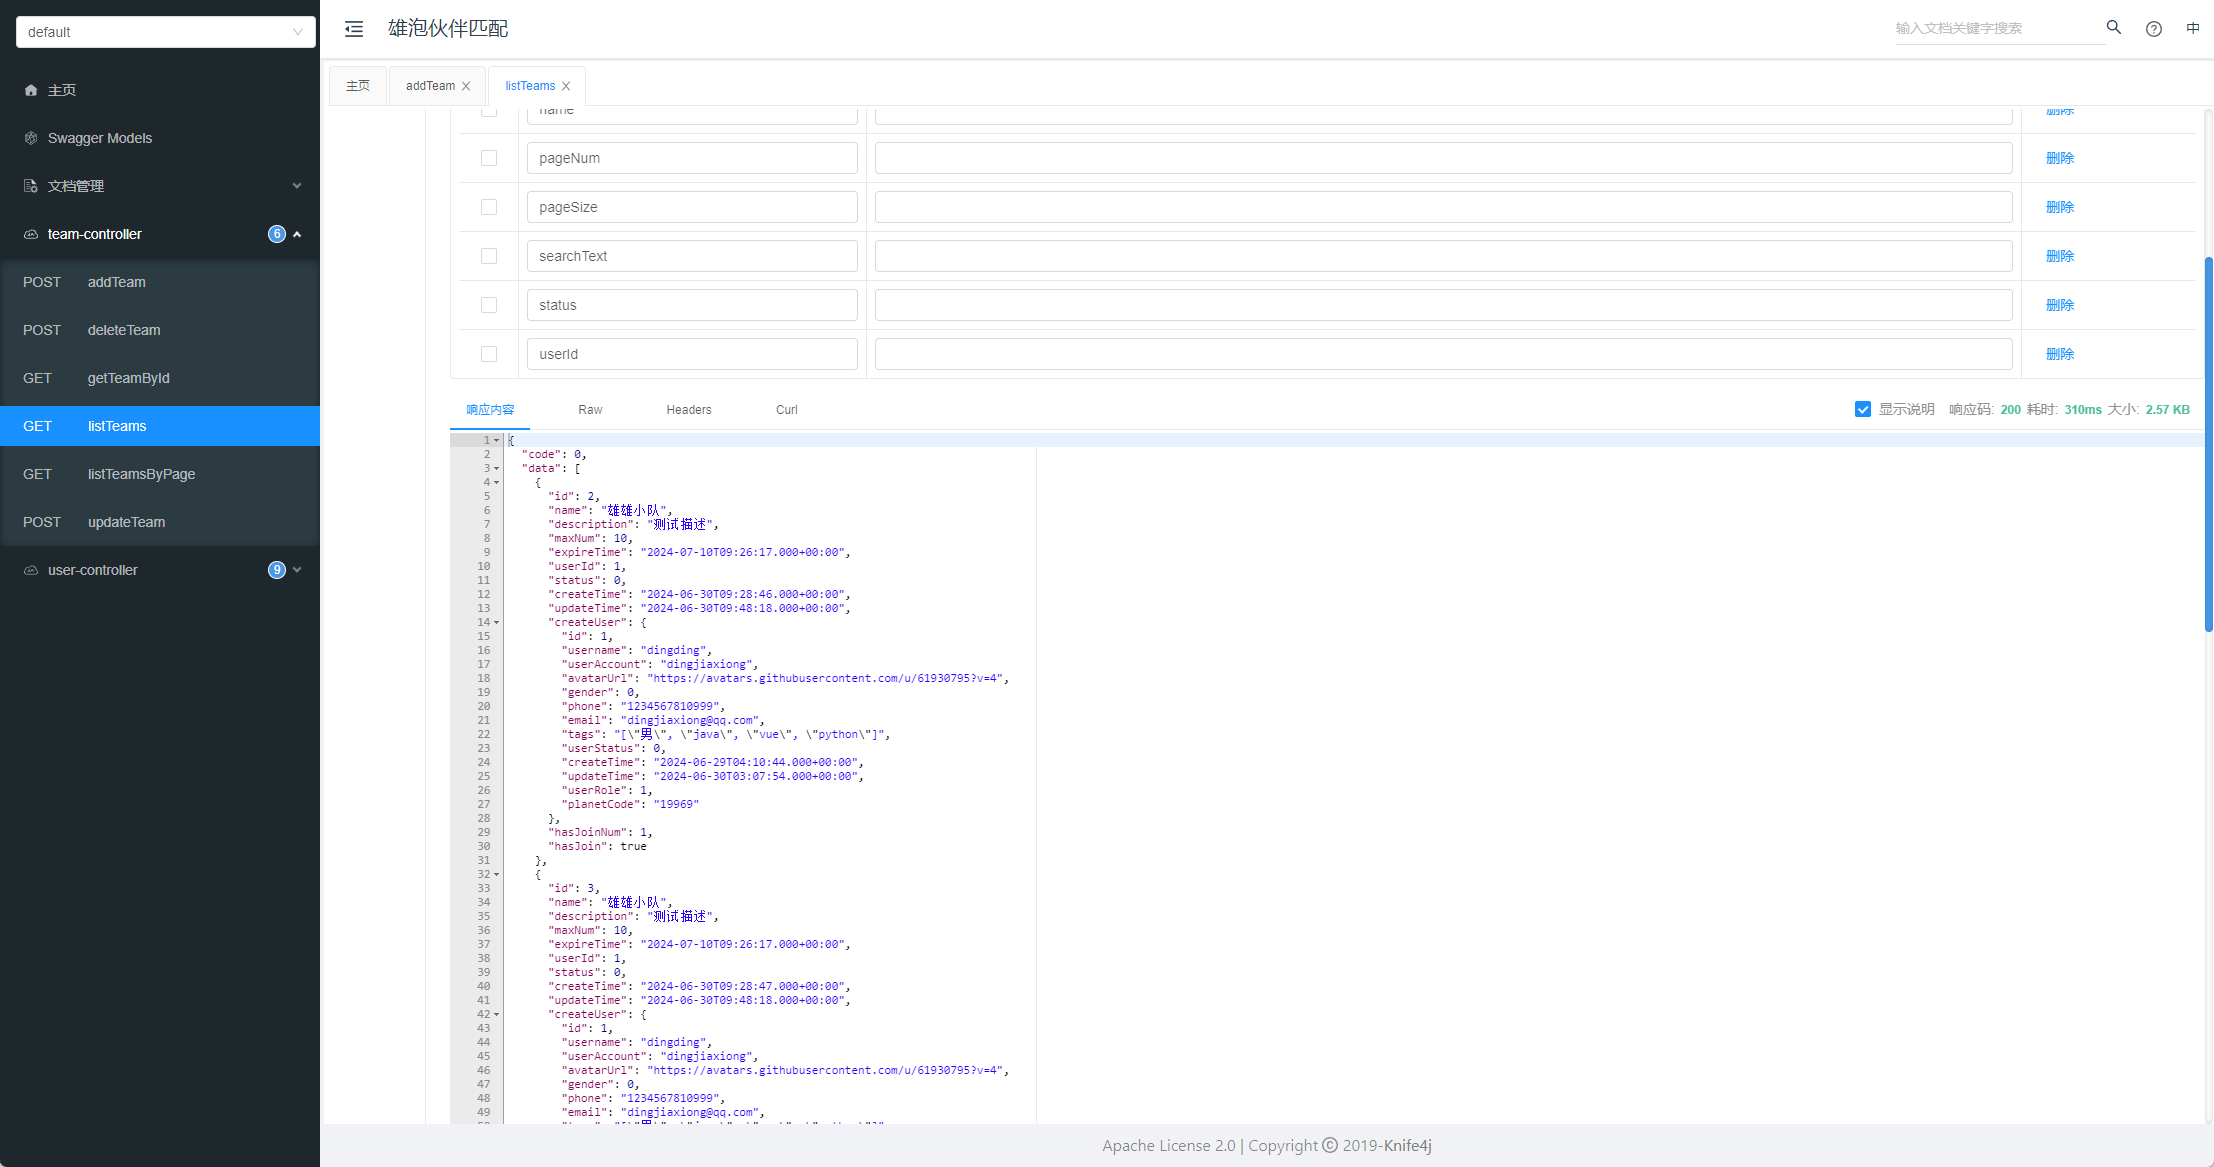 default
主页
Swagger Models
文档管理
team-controller 6
POST addTeam
POST deleteTeam
GET getTeamById
GET listTeams
GET listTeamsByPage
POST updateTeam
user-controller 9
雄泡伙伴匹配
输入文档关键字搜索
中
主页 addTeam listTeams
name 删除
pageNum 删除
pageSize 删除
searchText 删除
status 删除
userId 删除
响应内容 Raw Headers Curl 显示说明 响应码: 200 耗时: 310ms 大小: 2.57 KB
1 {
2 "code": 0,
3 "data": [
4 {
5 "id": 2,
6 "name": "雄雄小队",
7 "description": "测试描述",
8 "maxNum": 10,
9 "expireTime": "2024-07-10T09:26:17.000+00:00",
10 "userId": 1,
11 "status": 0,
12 "createTime": "2024-06-30T09:28:46.000+00:00",
13 "updateTime": "2024-06-30T09:48:18.000+00:00",
14 "createUser": {
15 "id": 1,
16 "username": "dingding",
17 "userAccount": "dingjiaxiong",
18 "avatarUrl": "https://avatars.githubusercontent.com/u/61930795?v=4",
19 "gender": 0,
20 "phone": "1234567810999",
21 "email": "dingjiaxiong@qq.com",
22 "tags": "[\"男\", \"java\", \"vue\", \"python\"]",
23 "userStatus": 0,
24 "createTime": "2024-06-29T04:10:44.000+00:00",
25 "updateTime": "2024-06-30T03:07:54.000+00:00",
26 "userRole": 1,
27 "planetCode": "19969"
28 },
29 "hasJoinNum": 1,
30 "hasJoin": true
31 },
32 {
33 "id": 3,
34 "name": "雄雄小队",
35 "description": "测试描述",
36 "maxNum": 10,
37 "expireTime": "2024-07-10T09:26:17.000+00:00",
38 "userId": 1,
39 "status": 0,
40 "createTime": "2024-06-30T09:28:47.000+00:00",
41 "updateTime": "2024-06-30T09:48:18.000+00:00",
42 "createUser": {
43 "id": 1,
44 "username": "dingding",
45 "userAccount": "dingjiaxiong",
46 "avatarUrl": "https://avatars.githubusercontent.com/u/61930795?v=4",
47 "gender": 0,
48 "phone": "1234567810999",
49 "email": "dingjiaxiong@qq.com",
Apache License 2.0 | Copyright © 2019-Knife4j